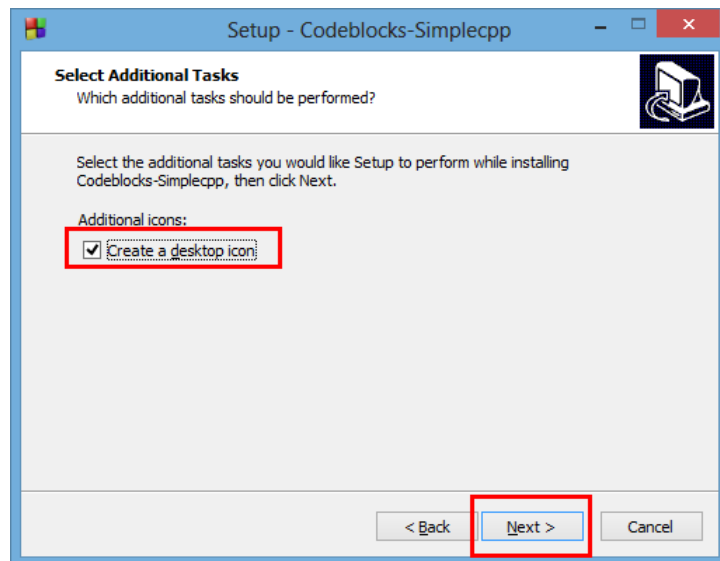 Setup - Codeblocks-Simplecpp
Select Additional Tasks
Which additional tasks should be performed?
Select the additional tasks you would like Setup to perform while installing
Codeblocks-Simplecpp, then click Next.
Additional icons:
Create a desktop icon
< Back Next > Cancel